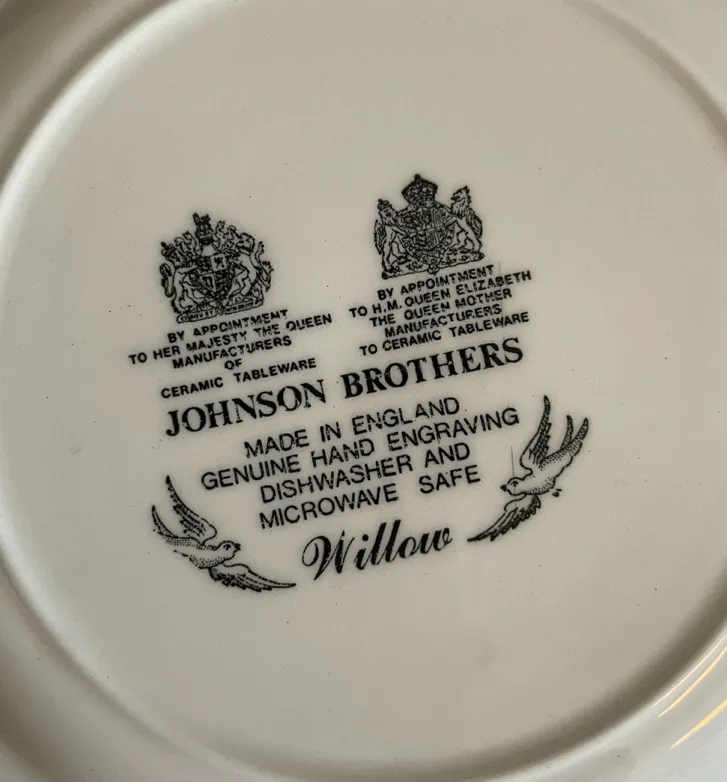 BY APPOINTMENT
TO HER MAJESTY THE QUEEN
MANUFACTURERS
OF
CERAMIC TABLEWARE
BY APPOINTMENT
TO H.M. QUEEN ELIZABETH
THE QUEEN MOTHER
MANUFACTURERS
TO CERAMIC TABLEWARE
JOHNSON BROTHERS
MADE IN ENGLAND
GENUINE HAND ENGRAVING
DISHWASHER AND
MICROWAVE SAFE
Willow